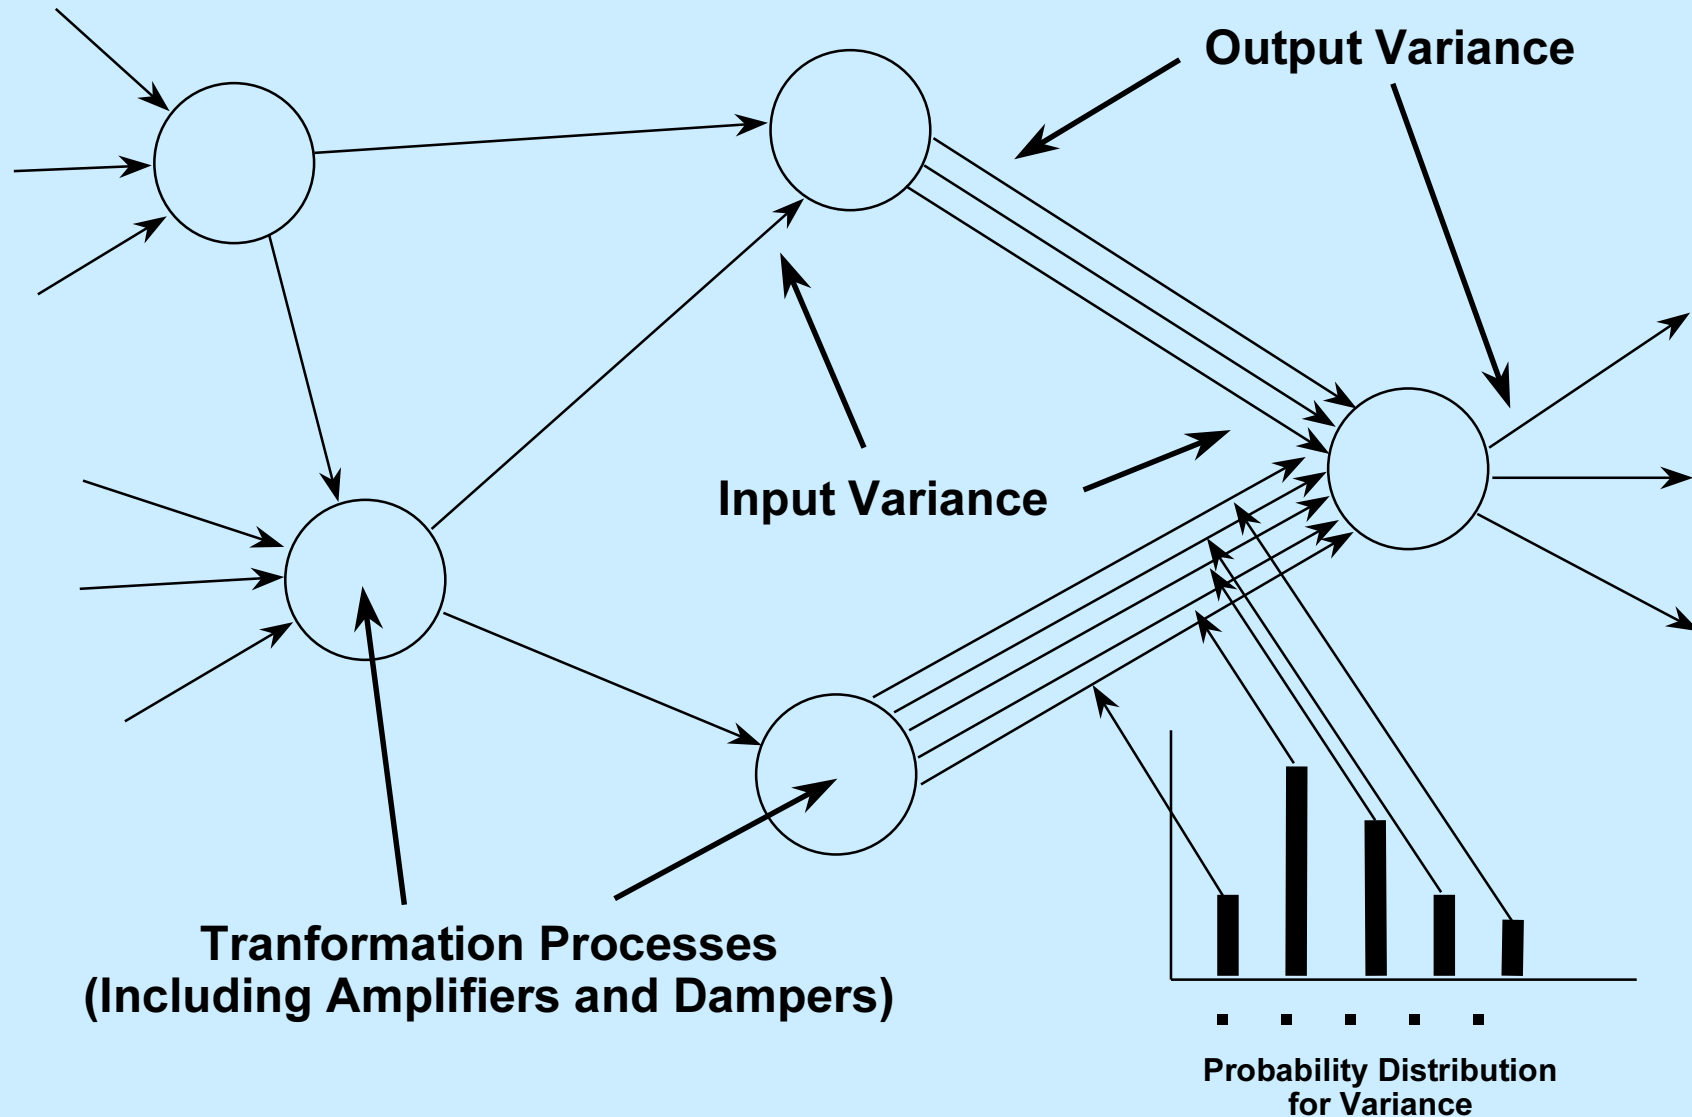 Output Variance
Input Variance
Tranformation Processes
(Including Amplifiers and Dampers)
Probability Distribution
for Variance